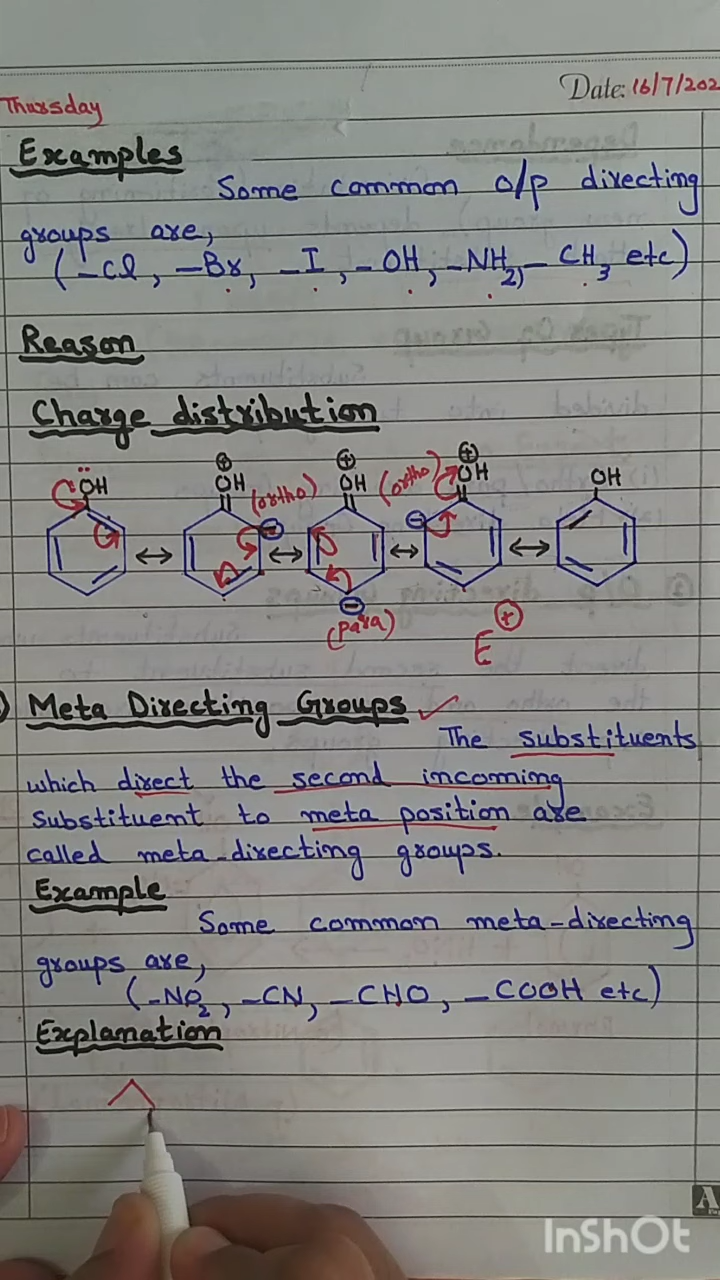 Thursday
Date: 16/7/202
Examples
Some common o/p directing
groups are,
(-Cl, -Br, -I, -OH, -NH2, -CH3 etc)
Reason
Charge distribution
⊕ ⊕ ⊕
ÖH OH (ortho) OH (ortho) OH OH
⊖ ⊖
⊖
(para)
E⊕
Meta Directing Groups ✓
The substituents
which direct the second incoming
substituent to meta position are
called meta-directing groups.
Example
Some common meta-directing
groups are,
(-NO2, -CN, -CHO, -COOH etc)
Explanation
A
InShOt